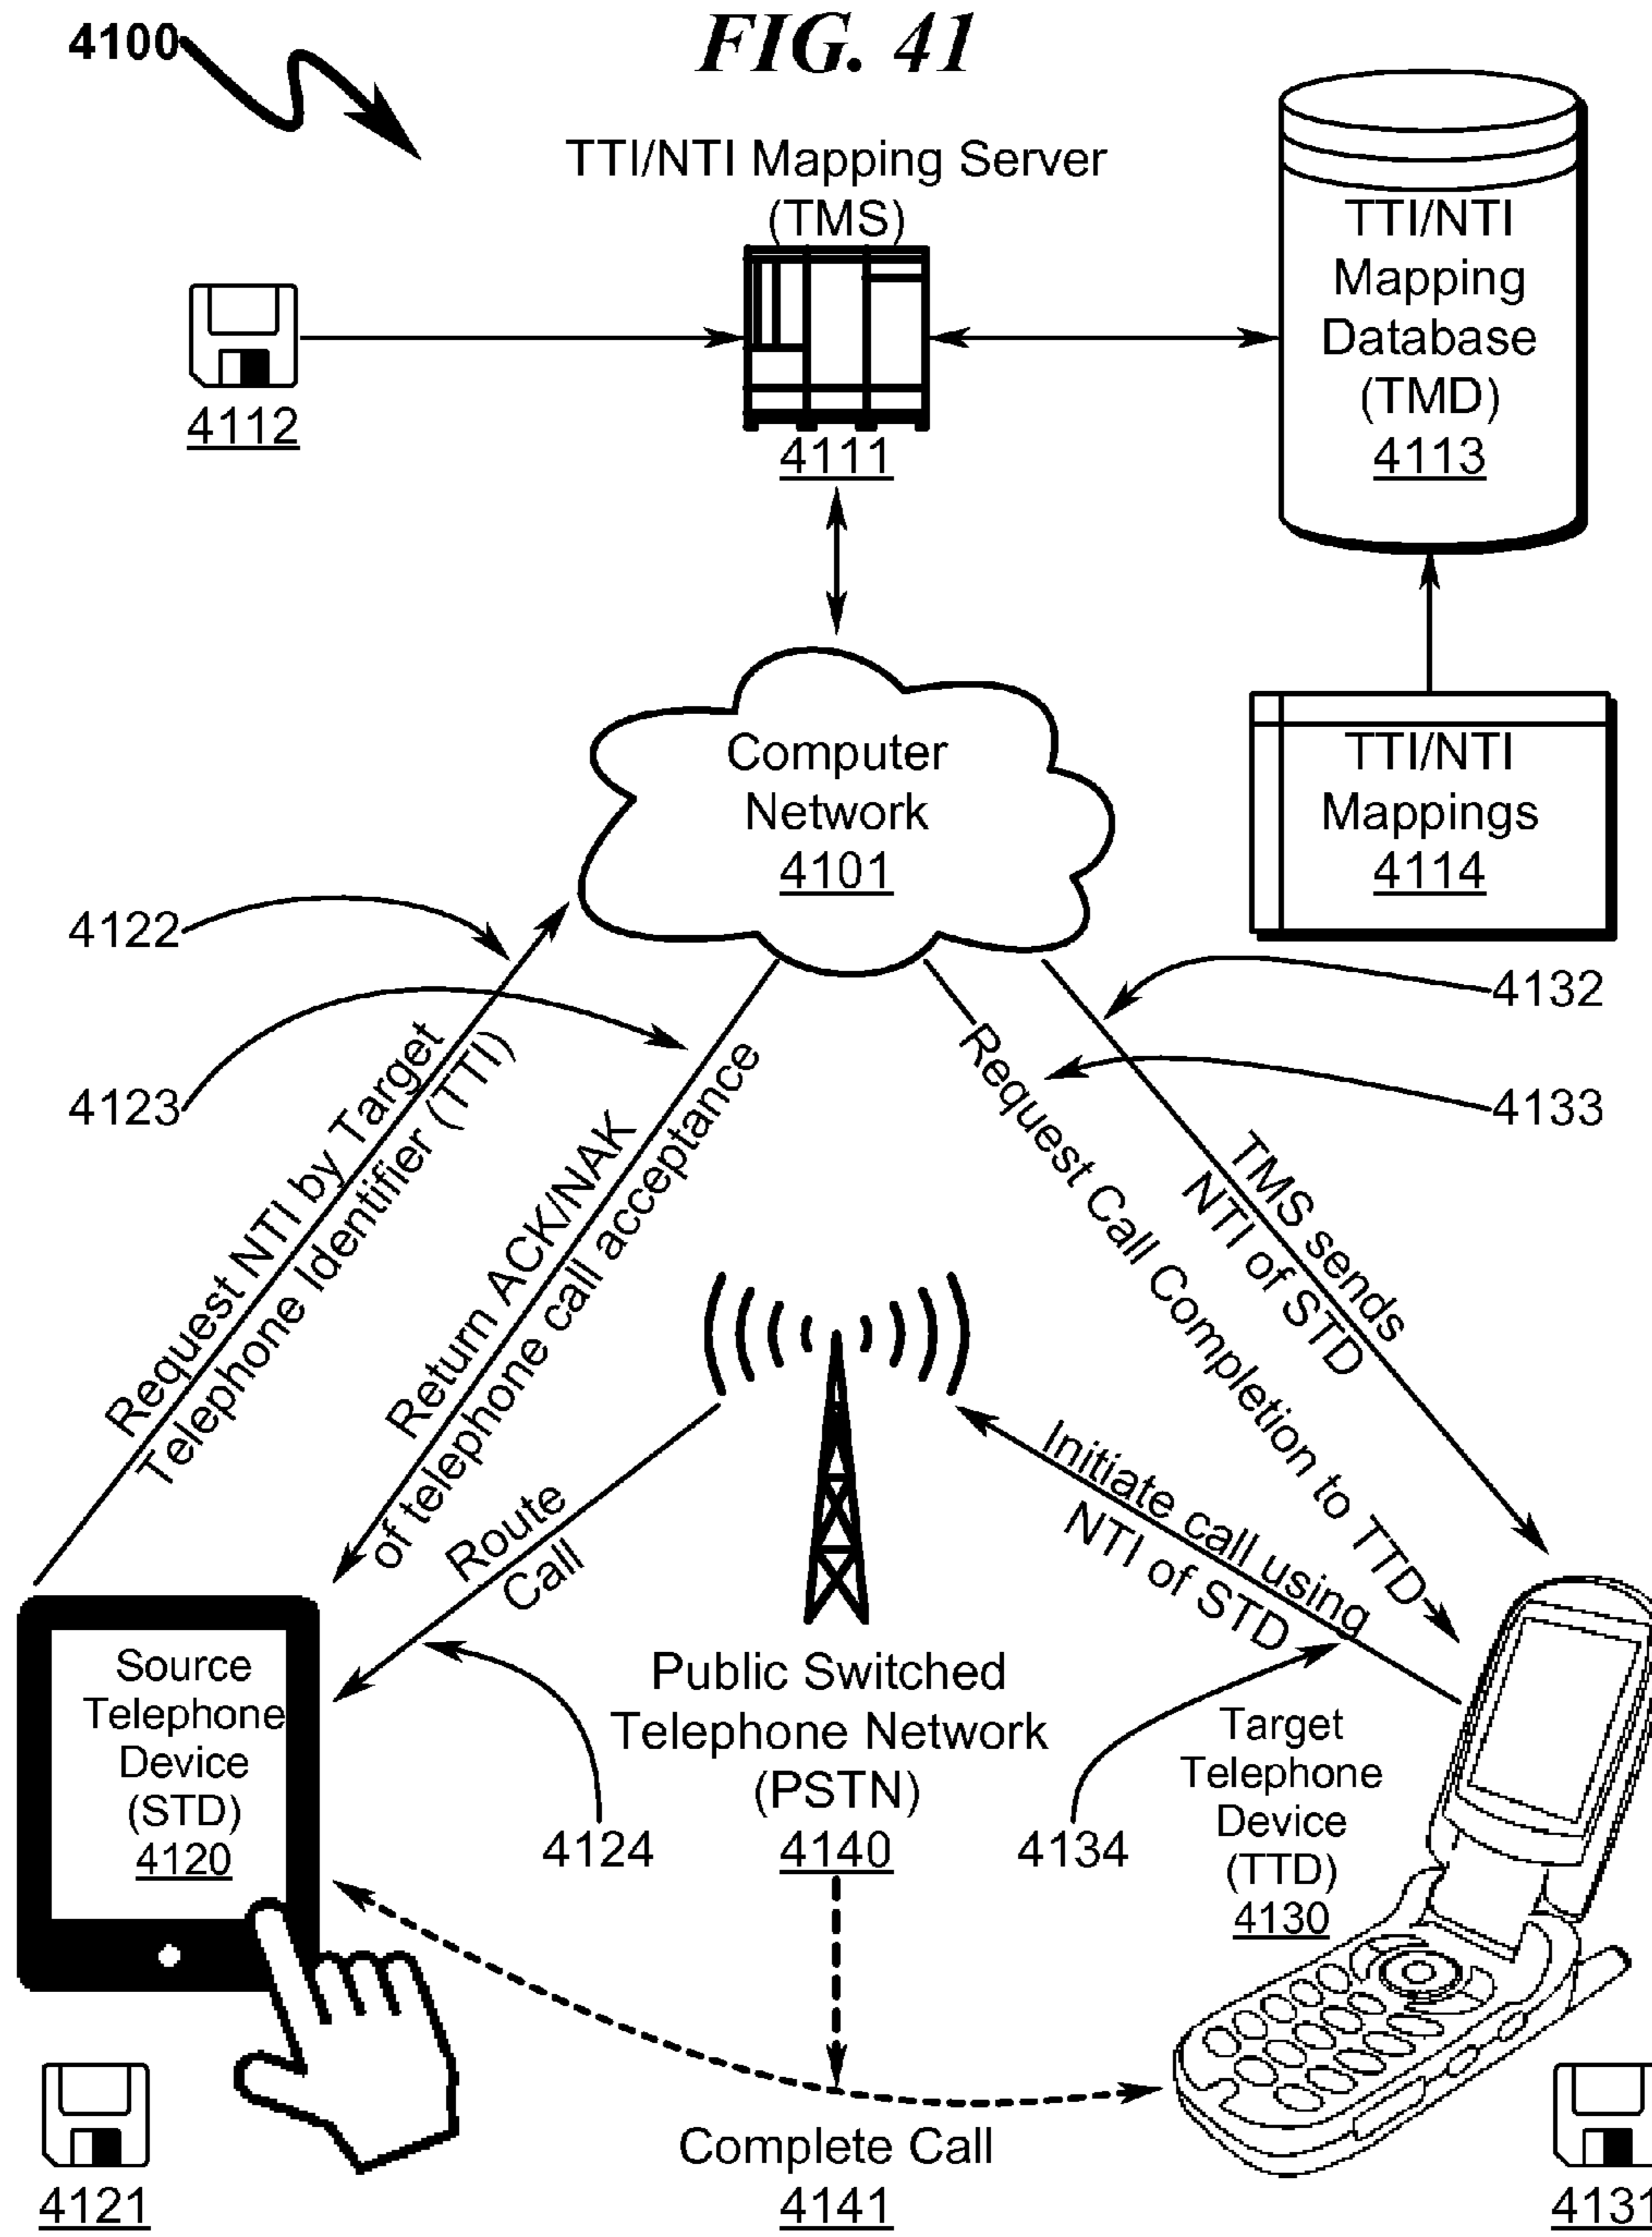 FIG. 41
4100
TTI/NTI Mapping Server
(TMS)
4111
4112
TTI/NTI
Mapping
Database
(TMD)
4113
TTI/NTI
Mappings
4114
Computer
Network
4101
4122
4123
4132
4133
Request NTI by Target
Telephone Identifier (TTI)
Return ACK/NAK
of telephone call acceptance
Request Call Completion to TTD
TMS sends
NTI of STD
Route
Call
Initiate call using
NTI of STD
Source
Telephone
Device
(STD)
4120
4124
Public Switched
Telephone Network
(PSTN)
4140
4134
Target
Telephone
Device
(TTD)
4130
Complete Call
4141
4121
4131